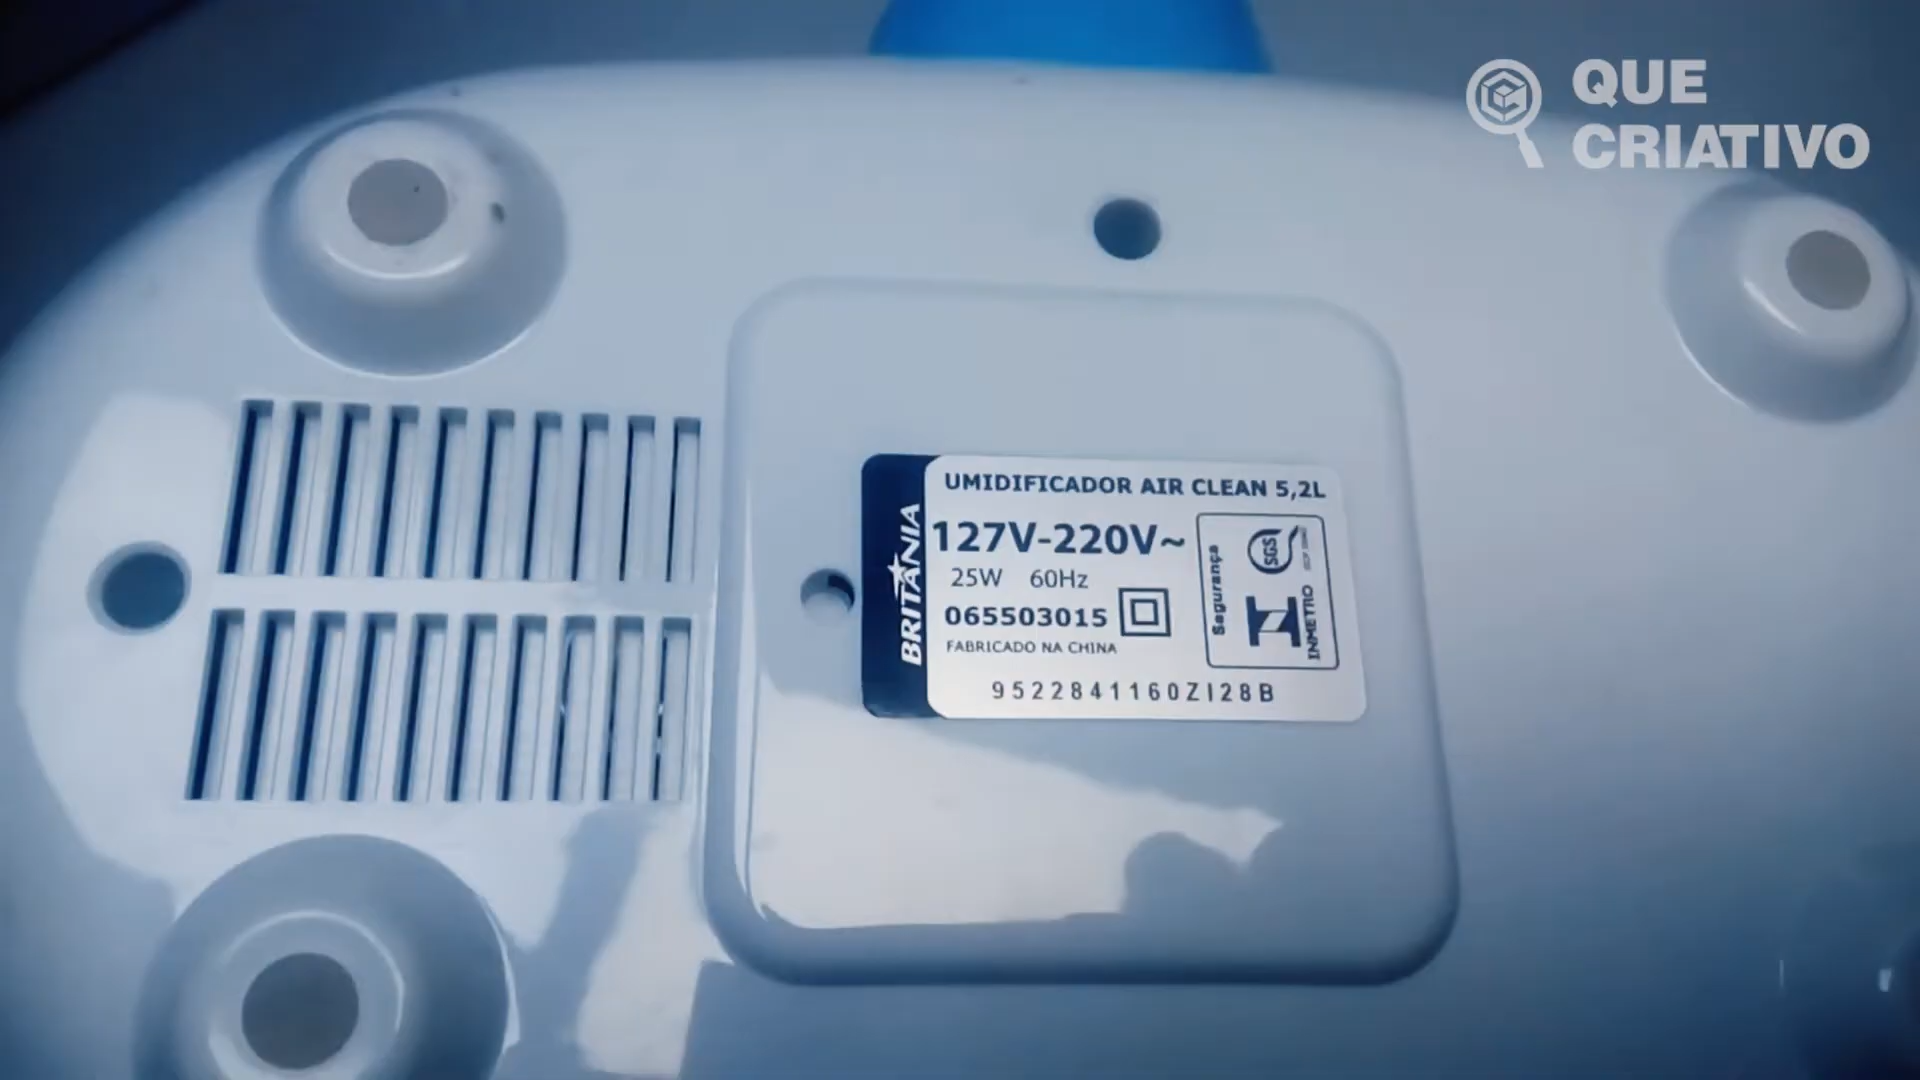 QUE
CRIATIVO
BRITANIA
UMIDIFICADOR AIR CLEAN 5,2L
127V-220V~
25W 60Hz
065503015
FABRICADO NA CHINA
9522841160ZI28B
Segurança
SGS
INMETRO